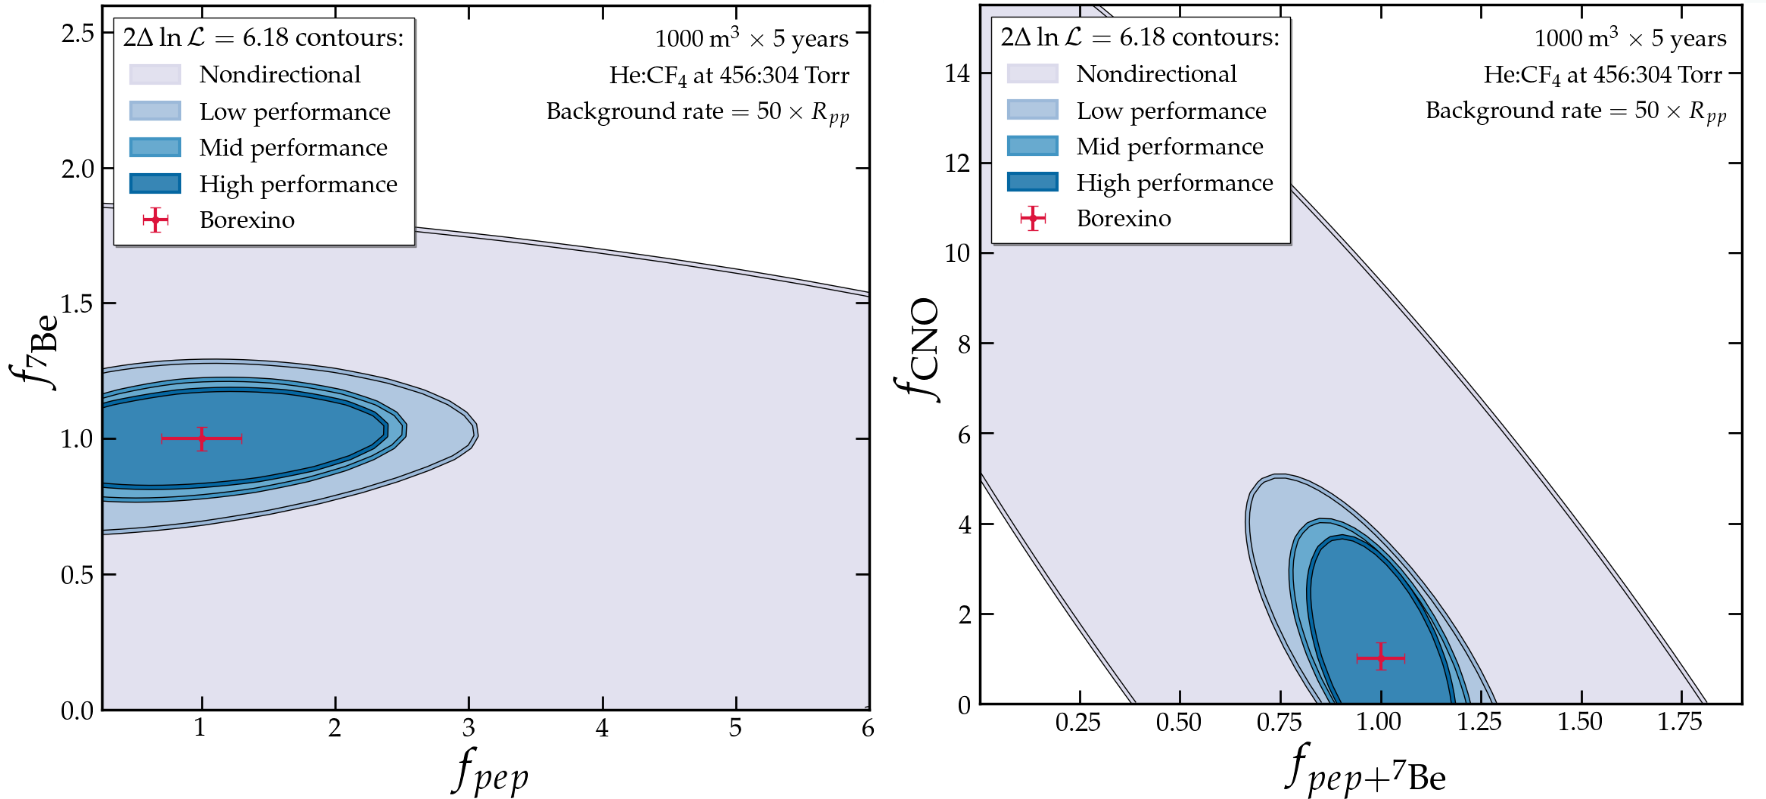 2Δ ln ℒ = 6.18 contours:
Nondirectional
Low performance
Mid performance
High performance
Borexino
1000 m³ × 5 years
He:CF₄ at 456:304 Torr
Background rate = 50 × R_pp
2.5
2.0
1.5
1.0
0.5
0.0
f⁷Be
1 2 3 4 5 6
f_pep
2Δ ln ℒ = 6.18 contours:
Nondirectional
Low performance
Mid performance
High performance
Borexino
1000 m³ × 5 years
He:CF₄ at 456:304 Torr
Background rate = 50 × R_pp
14
12
10
8
6
4
2
0
f_CNO
0.25 0.50 0.75 1.00 1.25 1.50 1.75
f_pep+⁷Be